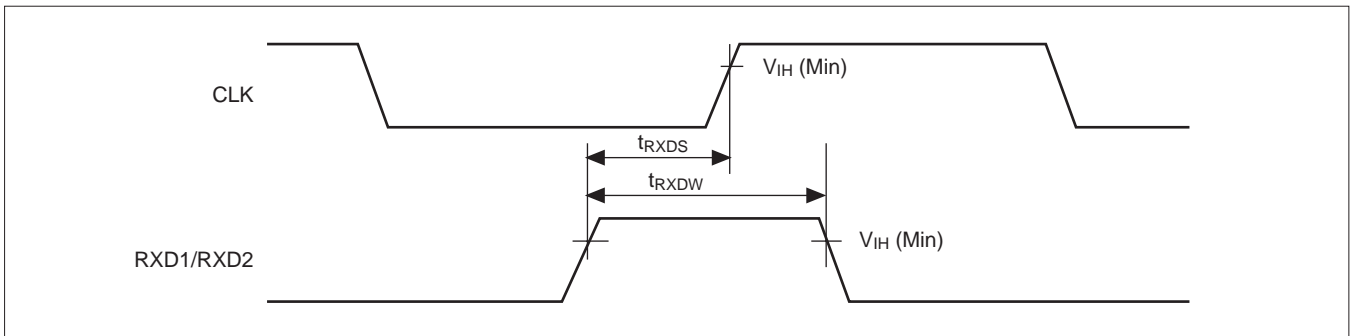 CLK
VIH (Min)
tRXDS
tRXDW
RXD1/RXD2
VIH (Min)